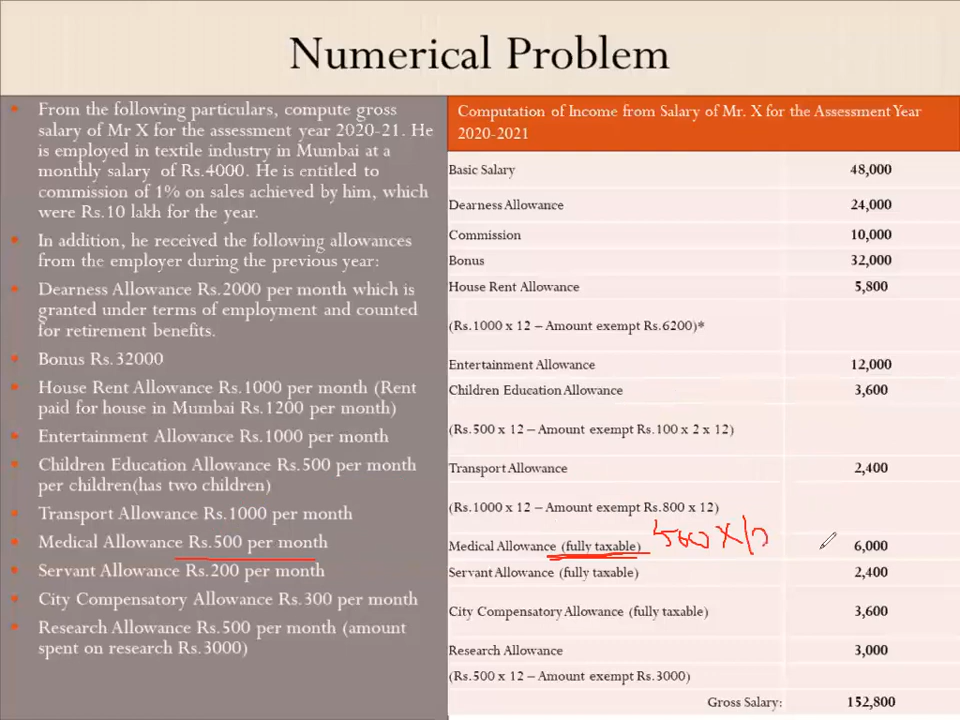 Numerical Problem
From the following particulars, compute gross
salary of Mr X for the assessment year 2020-21. He
is employed in textile industry in Mumbai at a
monthly salary of Rs.4000. He is entitled to
commission of 1% on sales achieved by him, which
were Rs.10 lakh for the year.
In addition, he received the following allowances
from the employer during the previous year:
Dearness Allowance Rs.2000 per month which is
granted under terms of employment and counted
for retirement benefits.
Bonus Rs.32000
House Rent Allowance Rs.1000 per month (Rent
paid for house in Mumbai Rs.1200 per month)
Entertainment Allowance Rs.1000 per month
Children Education Allowance Rs.500 per month
per children(has two children)
Transport Allowance Rs.1000 per month
Medical Allowance Rs.500 per month
Servant Allowance Rs.200 per month
City Compensatory Allowance Rs.300 per month
Research Allowance Rs.500 per month (amount
spent on research Rs.3000)
Computation of Income from Salary of Mr. X for the Assessment Year
2020-2021
Basic Salary 48,000
Dearness Allowance 24,000
Commission 10,000
Bonus 32,000
House Rent Allowance 5,800
(Rs.1000 x 12 – Amount exempt Rs.6200)*
Entertainment Allowance 12,000
Children Education Allowance 3,600
(Rs.500 x 12 – Amount exempt Rs.100 x 2 x 12)
Transport Allowance 2,400
(Rs.1000 x 12 – Amount exempt Rs.800 x 12)
Medical Allowance (fully taxable) 500 X 6,000
Servant Allowance (fully taxable) 2,400
City Compensatory Allowance (fully taxable) 3,600
Research Allowance 3,000
(Rs.500 x 12 – Amount exempt Rs.3000)
Gross Salary: 152,800